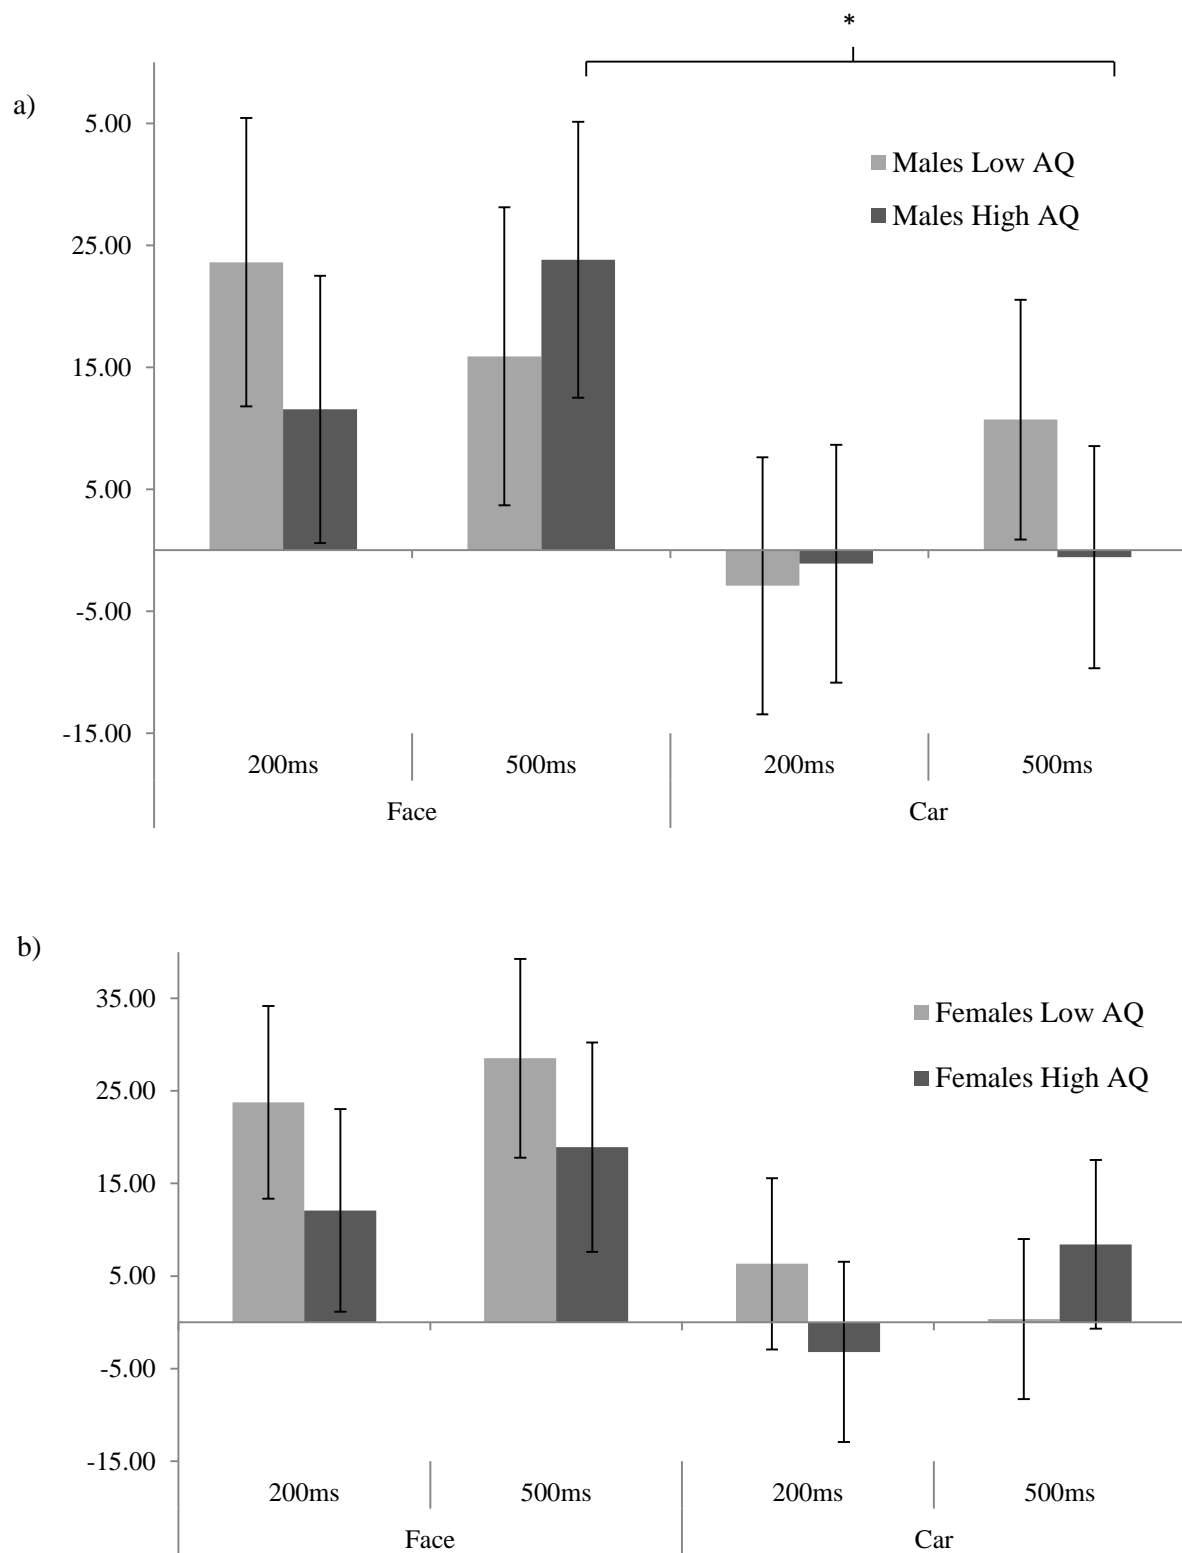 *
a)
5.00
Males Low AQ
Males High AQ
25.00
15.00
5.00
-5.00
-15.00
200ms 500ms 200ms 500ms
Face Car
b)
35.00
Females Low AQ
Females High AQ
25.00
15.00
5.00
-5.00
-15.00
200ms 500ms 200ms 500ms
Face Car